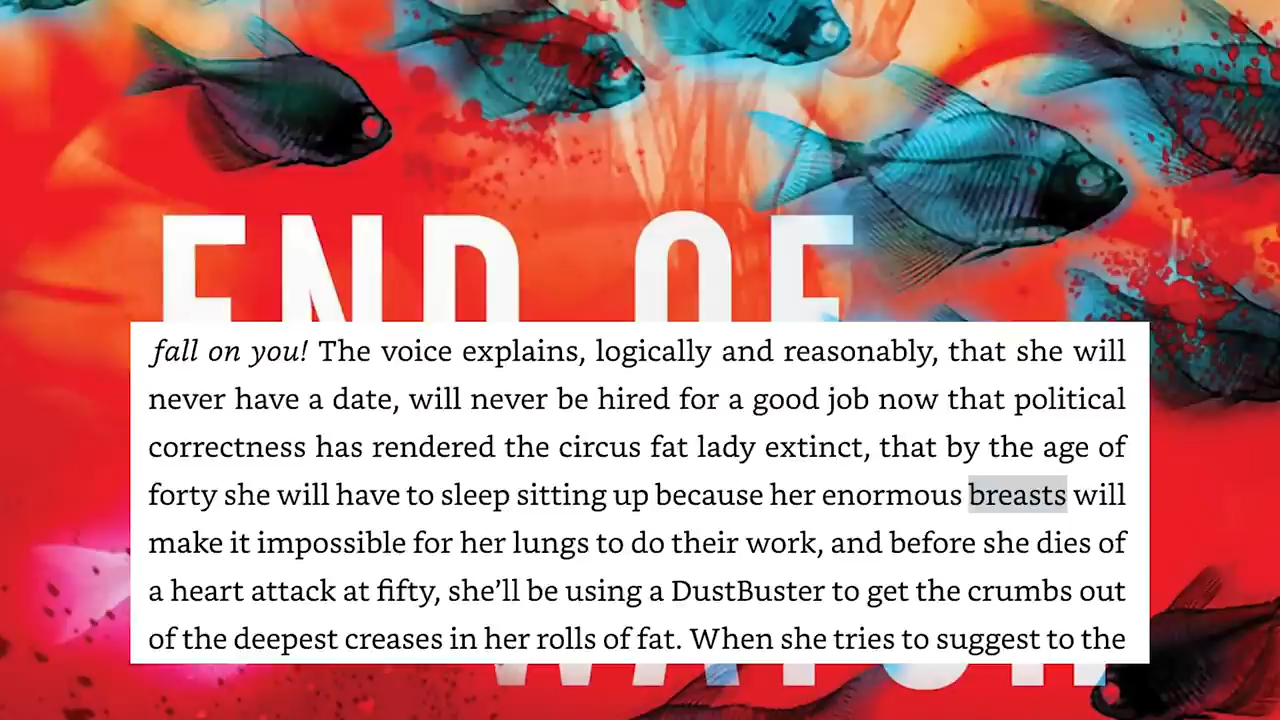 END OF
fall on you! The voice explains, logically and reasonably, that she will
never have a date, will never be hired for a good job now that political
correctness has rendered the circus fat lady extinct, that by the age of
forty she will have to sleep sitting up because her enormous breasts will
make it impossible for her lungs to do their work, and before she dies of
a heart attack at fifty, she’ll be using a DustBuster to get the crumbs out
of the deepest creases in her rolls of fat. When she tries to suggest to the
WATCH